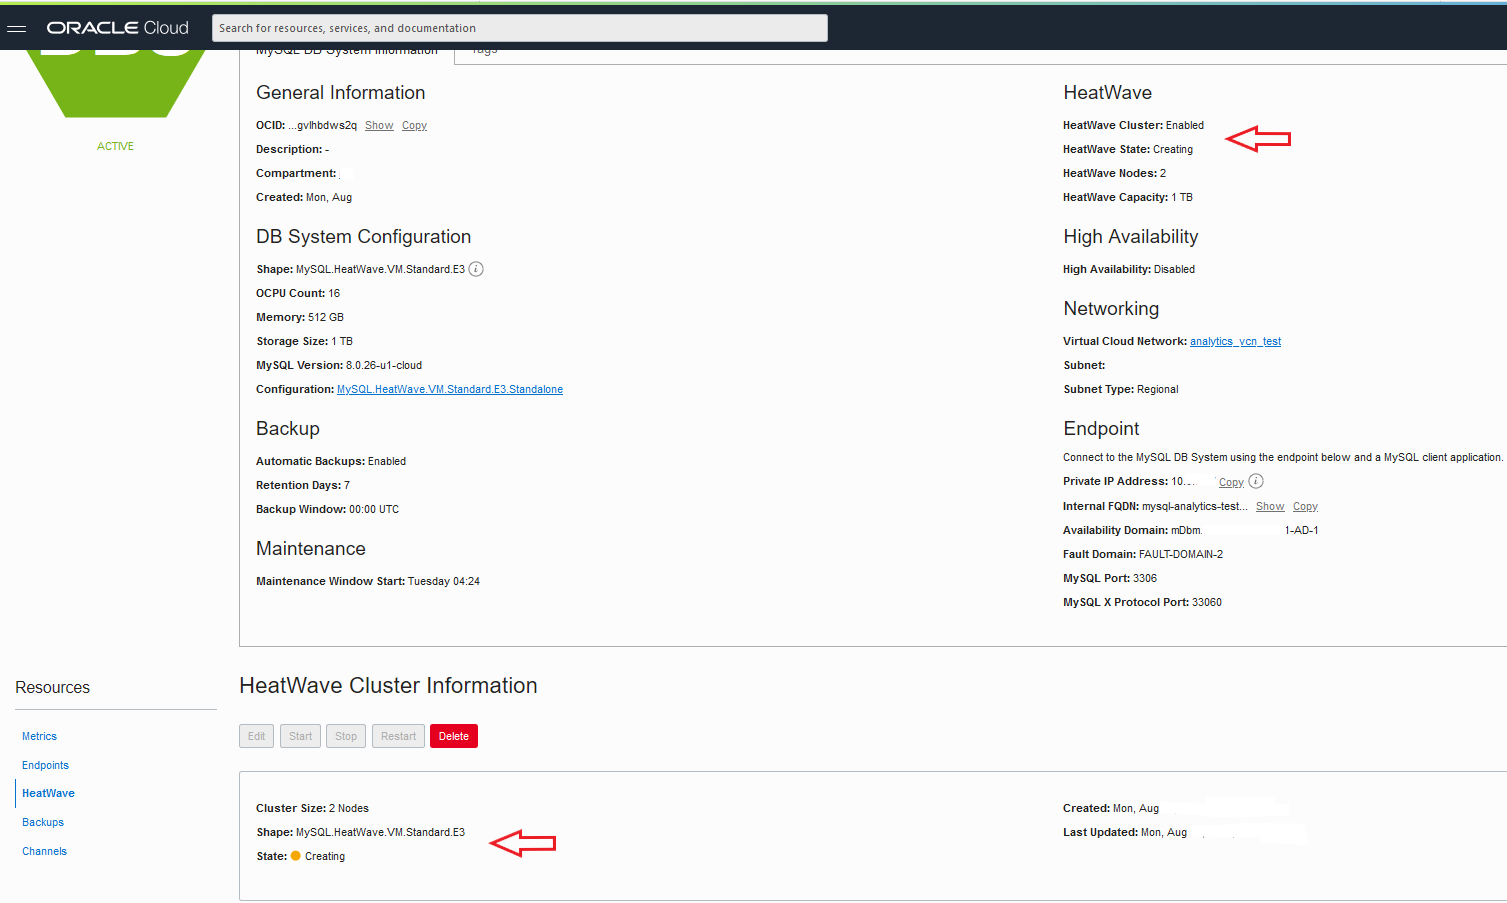 ORACLE Cloud
Search for resources, services, and documentation
MySQL DB System Information
Tags
ACTIVE
General Information
OCID: ...gvlhbdws2q Show Copy
Description: -
Compartment:
Created: Mon, Aug
DB System Configuration
Shape: MySQL.HeatWave.VM.Standard.E3
OCPU Count: 16
Memory: 512 GB
Storage Size: 1 TB
MySQL Version: 8.0.26-u1-cloud
Configuration: MySQL.HeatWave.VM.Standard.E3.Standalone
Backup
Automatic Backups: Enabled
Retention Days: 7
Backup Window: 00:00 UTC
Maintenance
Maintenance Window Start: Tuesday 04:24
HeatWave
HeatWave Cluster: Enabled
HeatWave State: Creating
HeatWave Nodes: 2
HeatWave Capacity: 1 TB
High Availability
High Availability: Disabled
Networking
Virtual Cloud Network: analytics_vcn_test
Subnet:
Subnet Type: Regional
Endpoint
Connect to the MySQL DB System using the endpoint below and a MySQL client application.
Private IP Address: 10... Copy
Internal FQDN: mysql-analytics-test... Show Copy
Availability Domain: mDbm. 1-AD-1
Fault Domain: FAULT-DOMAIN-2
MySQL Port: 3306
MySQL X Protocol Port: 33060
Resources
Metrics
Endpoints
HeatWave
Backups
Channels
HeatWave Cluster Information
Edit Start Stop Restart Delete
Cluster Size: 2 Nodes
Shape: MySQL.HeatWave.VM.Standard.E3
State: Creating
Created: Mon, Aug
Last Updated: Mon, Aug